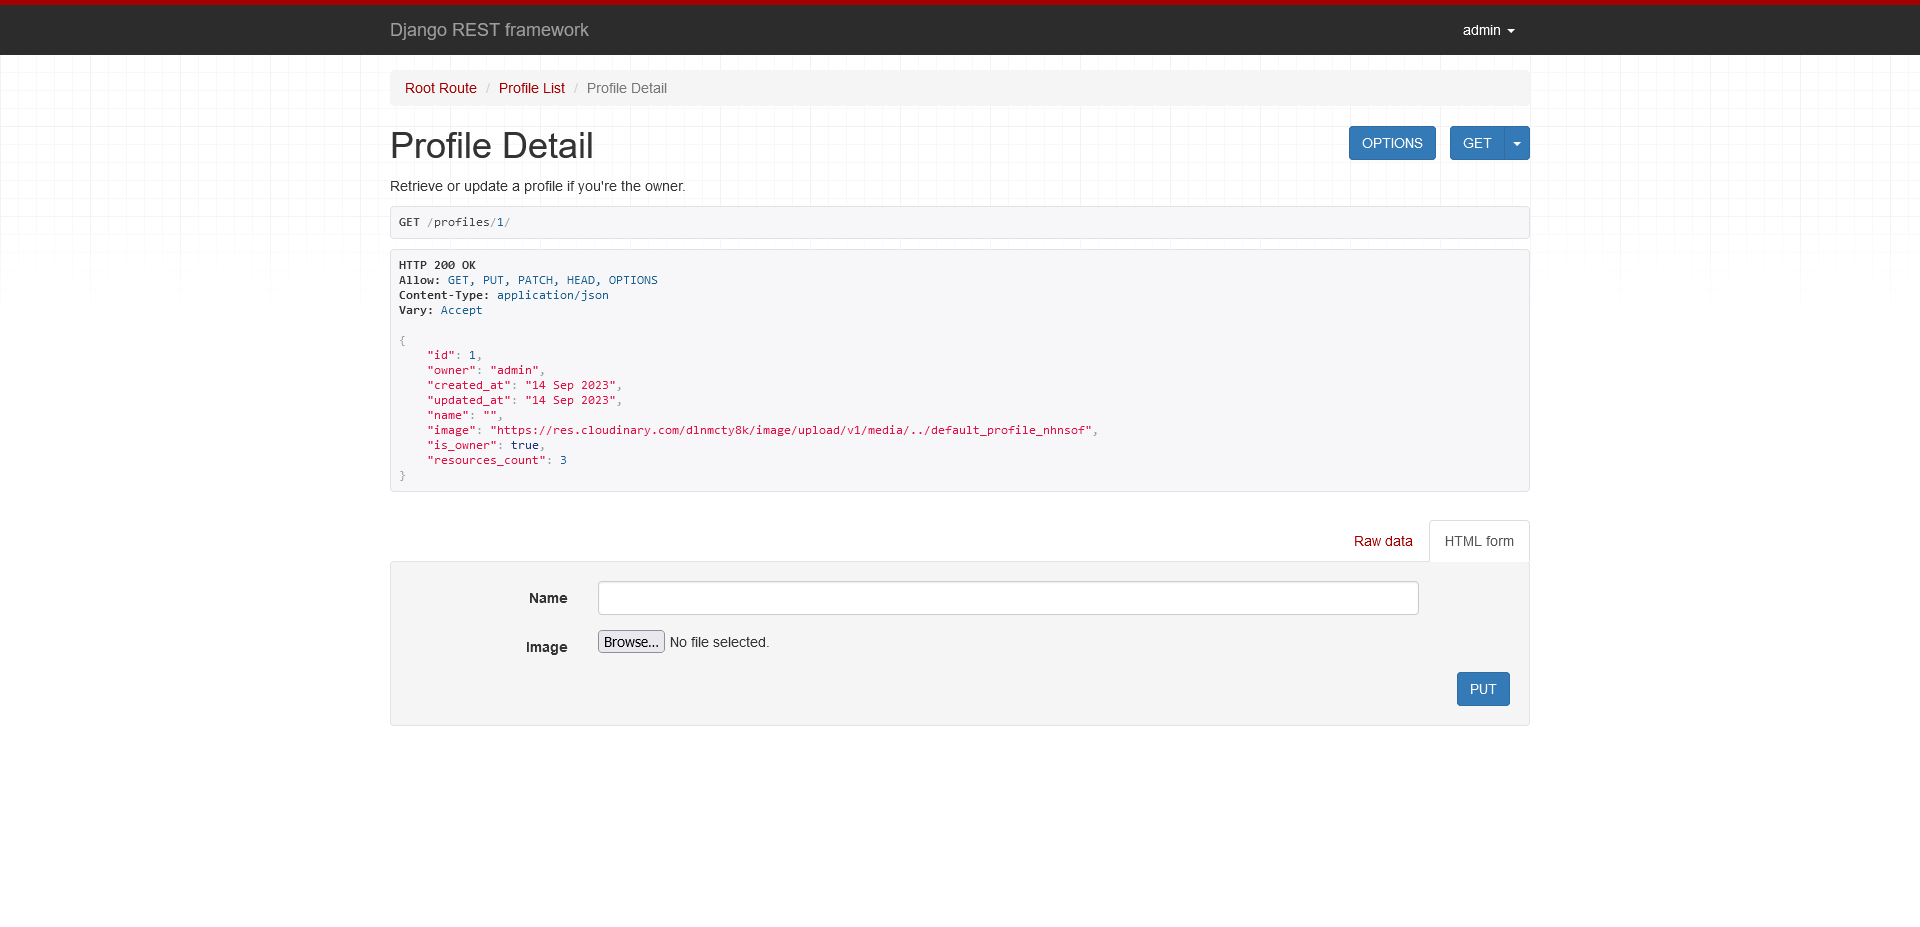 Django REST framework
admin
Root Route / Profile List / Profile Detail
Profile Detail
OPTIONS
GET
Retrieve or update a profile if you're the owner.
GET /profiles/1/
HTTP 200 OK
Allow: GET, PUT, PATCH, HEAD, OPTIONS
Content-Type: application/json
Vary: Accept
{
    "id": 1,
    "owner": "admin",
    "created_at": "14 Sep 2023",
    "updated_at": "14 Sep 2023",
    "name": "",
    "image": "https://res.cloudinary.com/dlnmcty8k/image/upload/v1/media/../default_profile_nhnsof",
    "is_owner": true,
    "resources_count": 3
}
Raw data
HTML form
Name
Image
Browse... No file selected.
PUT